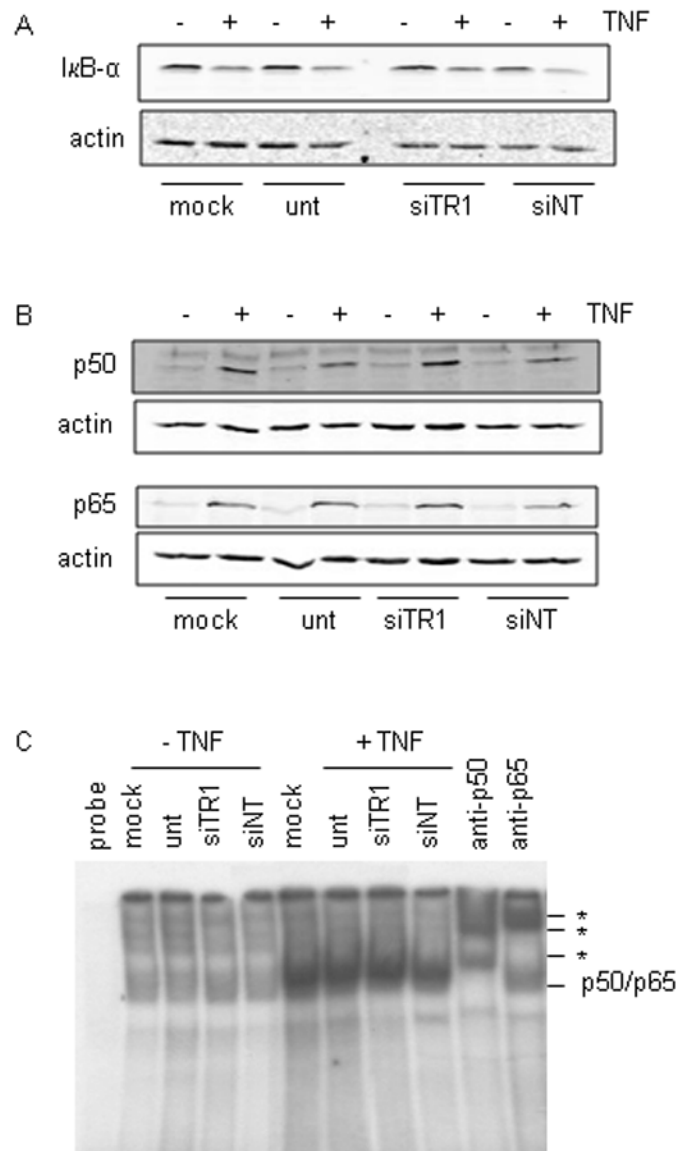 A - + - + - + - + TNF
IκB-α
actin
mock unt siTR1 siNT
B - + - + - + - + TNF
p50
actin
p65
actin
mock unt siTR1 siNT
C - TNF + TNF
probe mock unt siTR1 siNT mock unt siTR1 siNT anti-p50 anti-p65
*
*
*
p50/p65